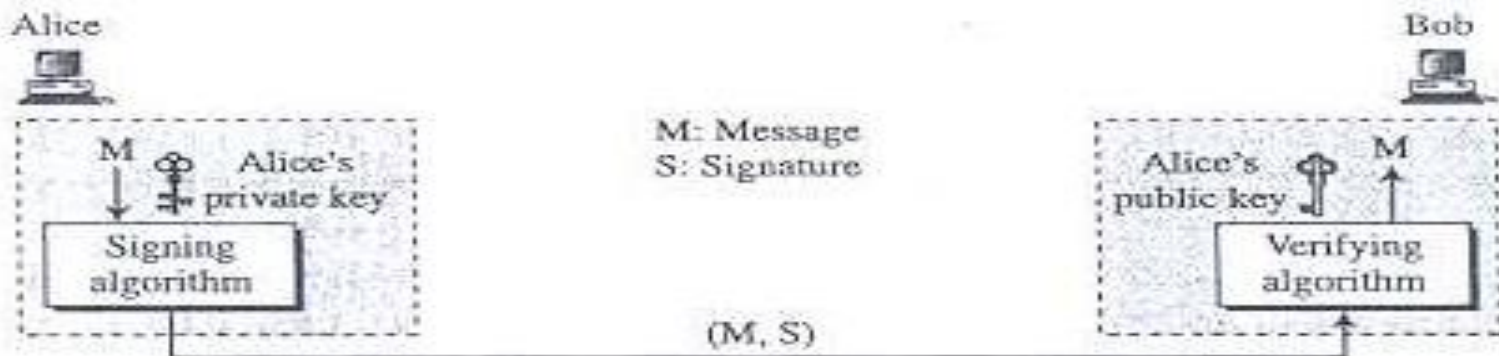 Alice
Bob
M
Alice's
private key
Signing
algorithm
M: Message
S: Signature
Alice's
public key
M
Verifying
algorithm
(M, S)